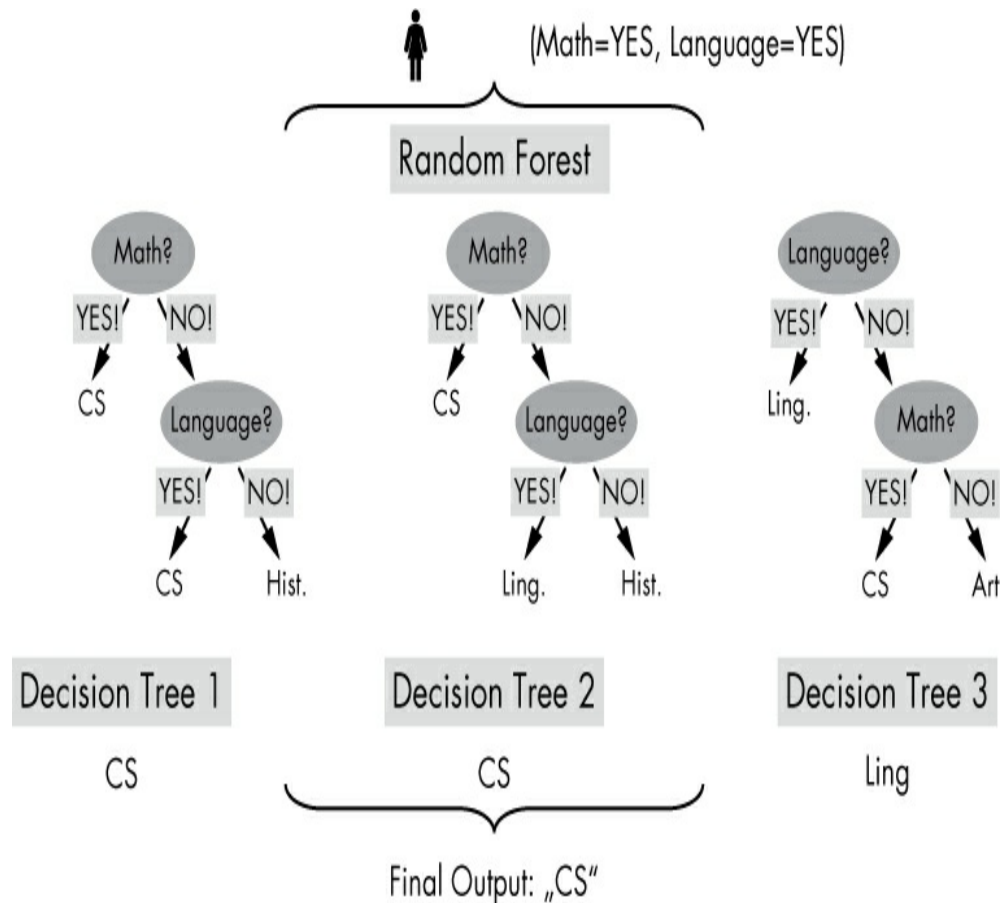 (Math=YES, Language=YES)
Random Forest
Math?
YES!
NO!
CS
Language?
YES!
NO!
CS
Hist.
Math?
YES!
NO!
CS
Language?
YES!
NO!
Ling.
Hist.
Language?
YES!
NO!
Ling.
Math?
YES!
NO!
CS
Art
Decision Tree 1
Decision Tree 2
Decision Tree 3
CS
CS
Ling
Final Output: „CS“